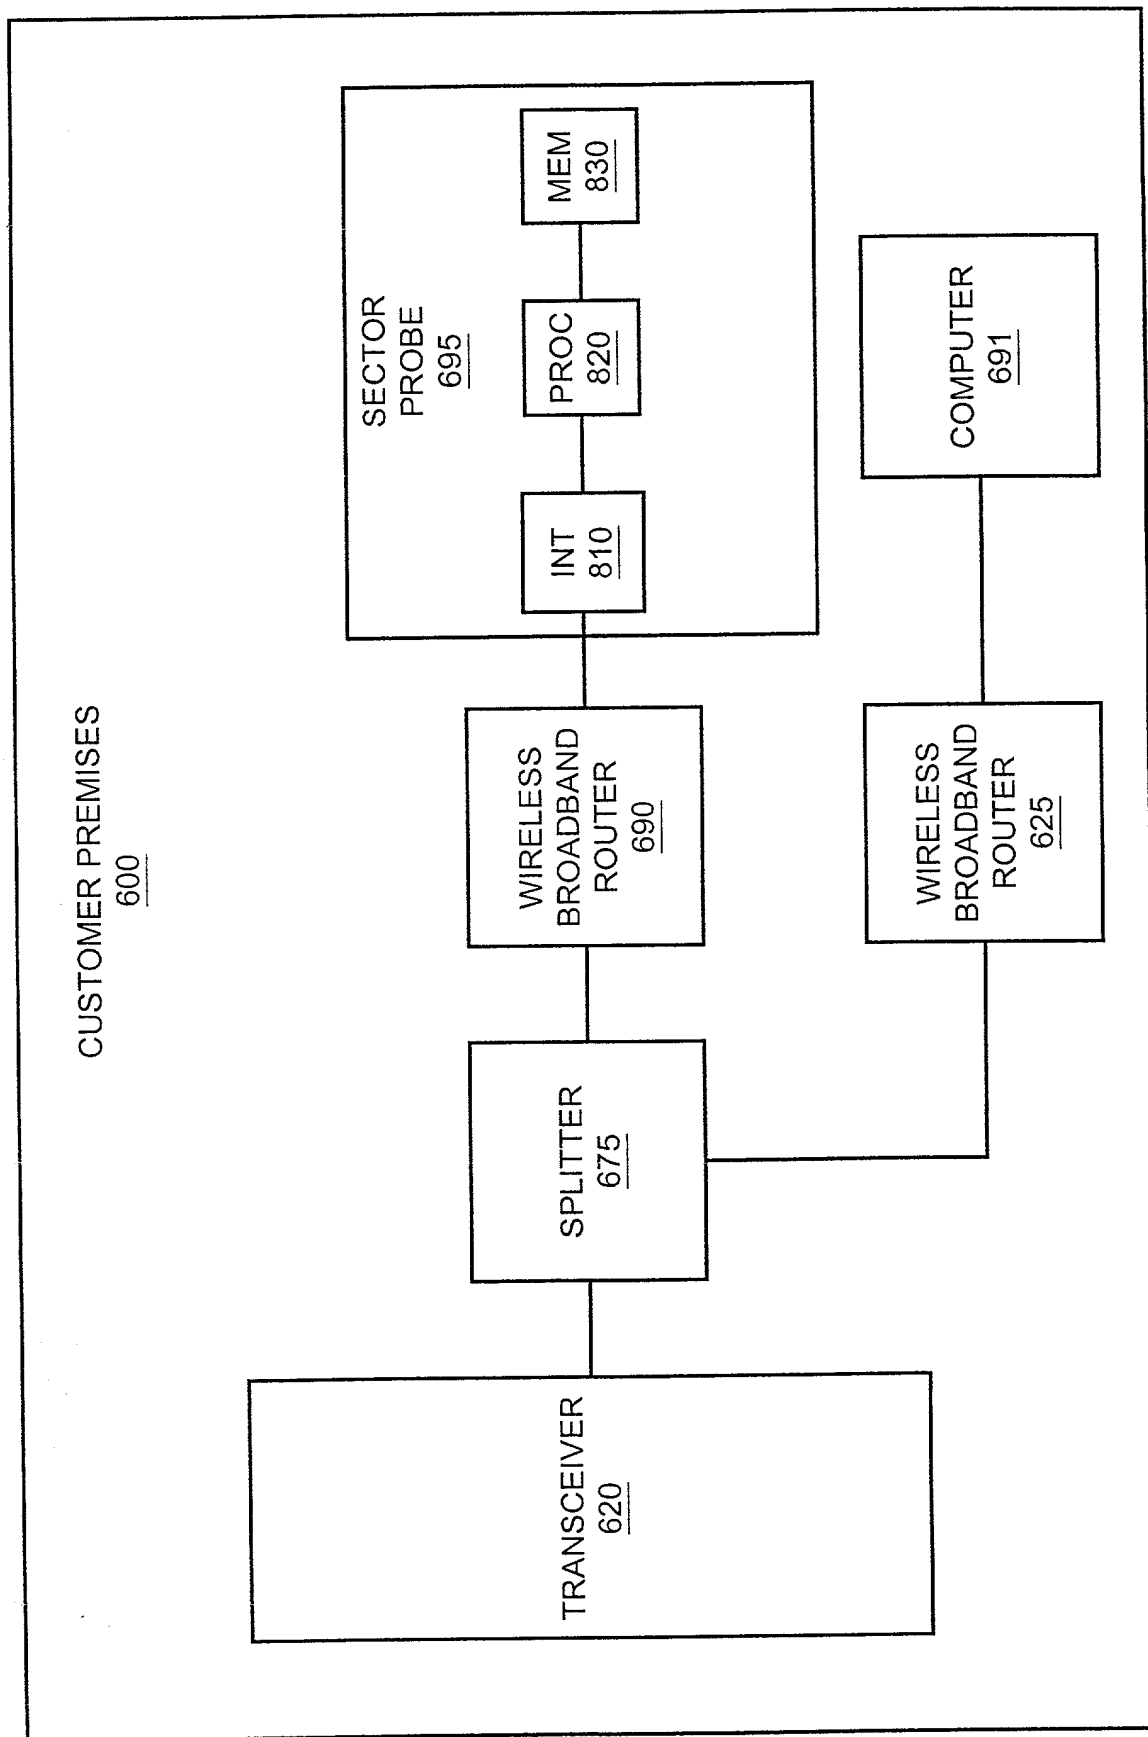 CUSTOMER PREMISES
600
TRANSCEIVER
620
SPLITTER
675
WIRELESS
BROADBAND
ROUTER
690
SECTOR
PROBE
695
INT
810
PROC
820
MEM
830
WIRELESS
BROADBAND
ROUTER
625
COMPUTER
691